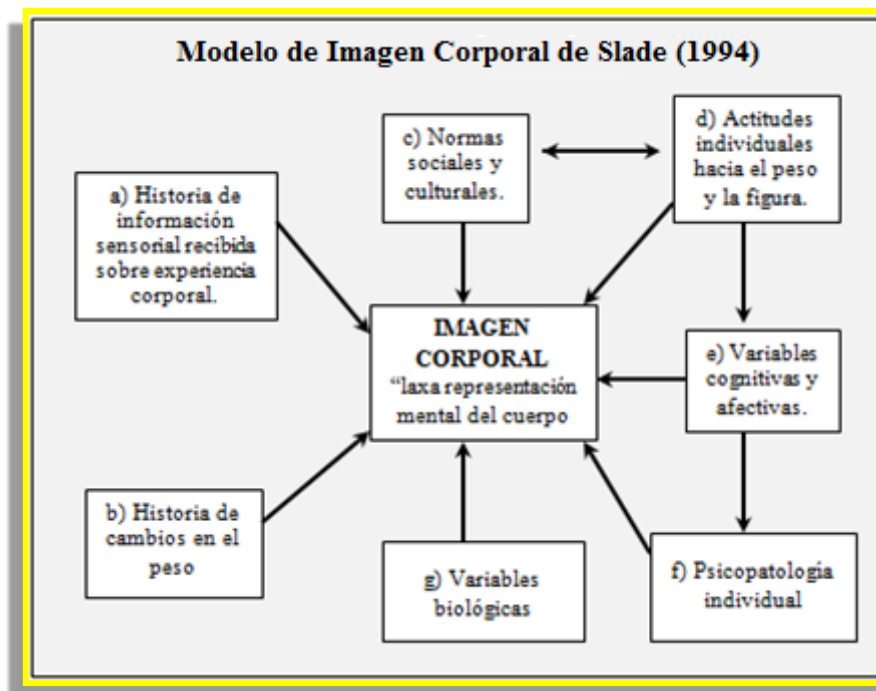 Modelo de Imagen Corporal de Slade (1994)
c) Normas
sociales y
culturales.
d) Actitudes
individuales
hacia el peso
y la figura.
a) Historia de
información
sensorial recibida
sobre experiencia
corporal.
IMAGEN
CORPORAL
“laxa representación
mental del cuerpo
e) Variables
cognitivas y
afectivas.
b) Historia de
cambios en el
peso
g) Variables
biológicas
f) Psicopatología
individual